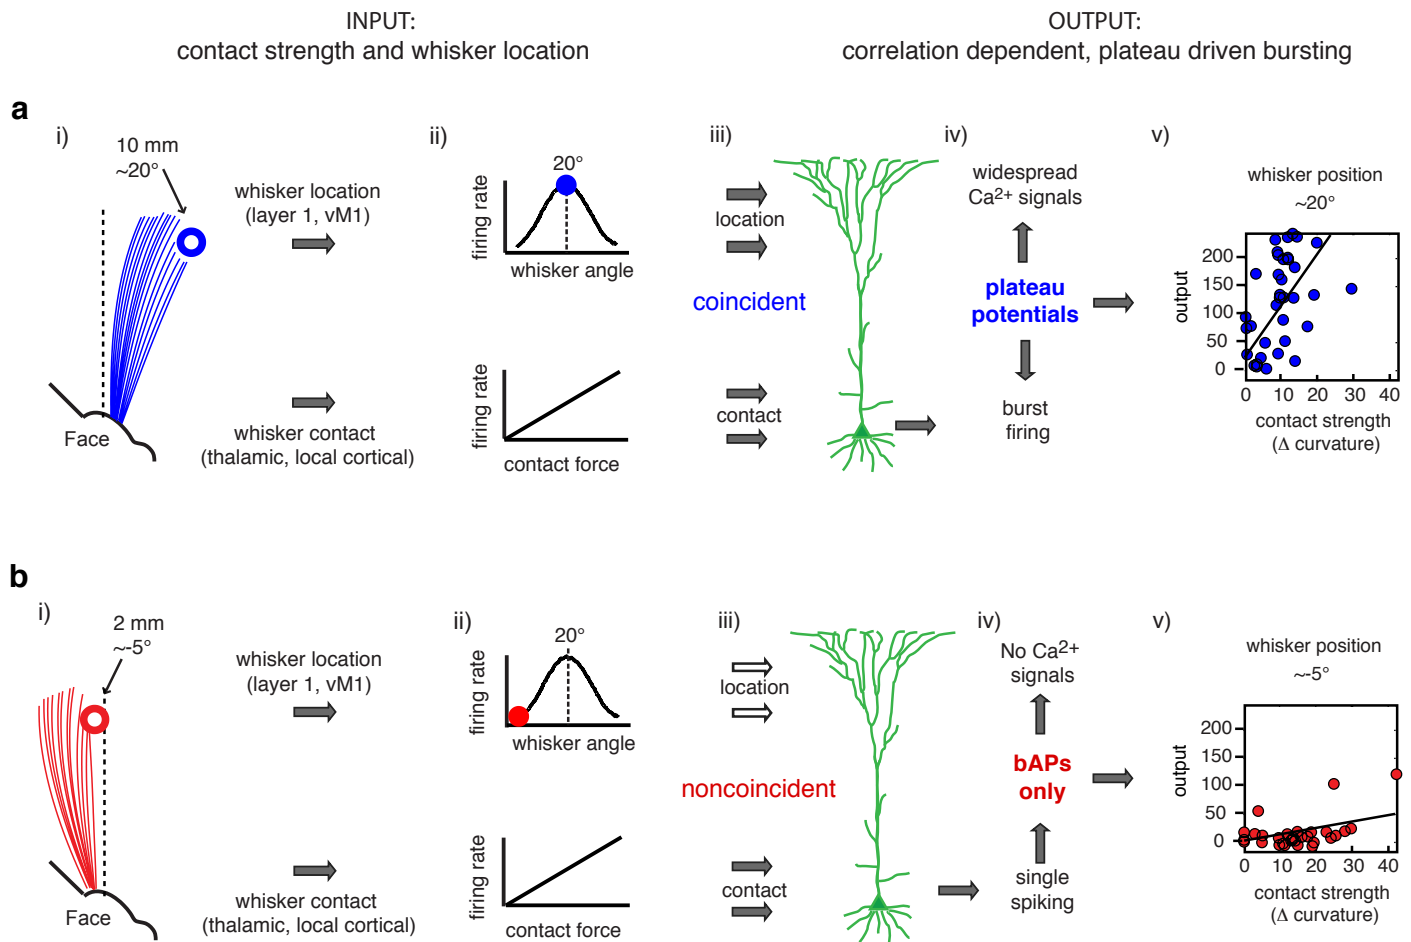 INPUT:
contact strength and whisker location
OUTPUT:
correlation dependent, plateau driven bursting
a
i)
10 mm
~20°
whisker location
(layer 1, vM1)
Face
whisker contact
(thalamic, local cortical)
ii)
20°
firing rate
whisker angle
firing rate
contact force
iii)
location
coincident
contact
iv)
widespread
Ca2+ signals
plateau
potentials
burst
firing
v)
whisker position
~20°
output
200
150
100
50
0
0 10 20 30 40
contact strength
(Δ curvature)
b
i)
2 mm
~-5°
whisker location
(layer 1, vM1)
Face
whisker contact
(thalamic, local cortical)
ii)
20°
firing rate
whisker angle
firing rate
contact force
iii)
location
noncoincident
contact
iv)
No Ca2+
signals
bAPs
only
single
spiking
v)
whisker position
~-5°
output
200
150
100
50
0
0 10 20 30 40
contact strength
(Δ curvature)